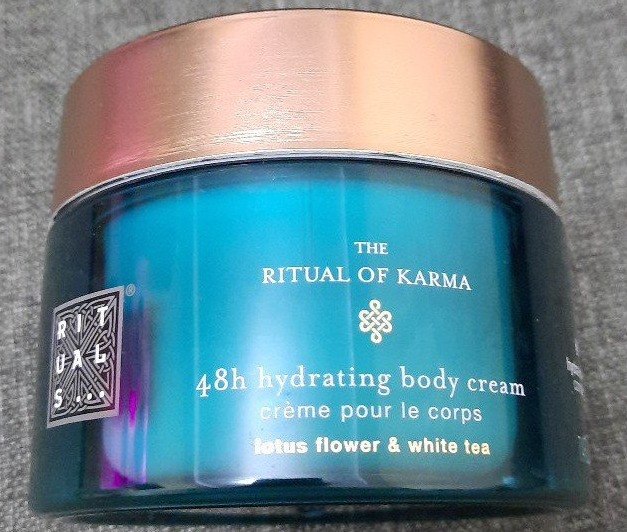 THE
RITUAL OF KARMA
RIT
UAL
S...
®
48h hydrating body cream
crème pour le corps
lotus flower & white tea